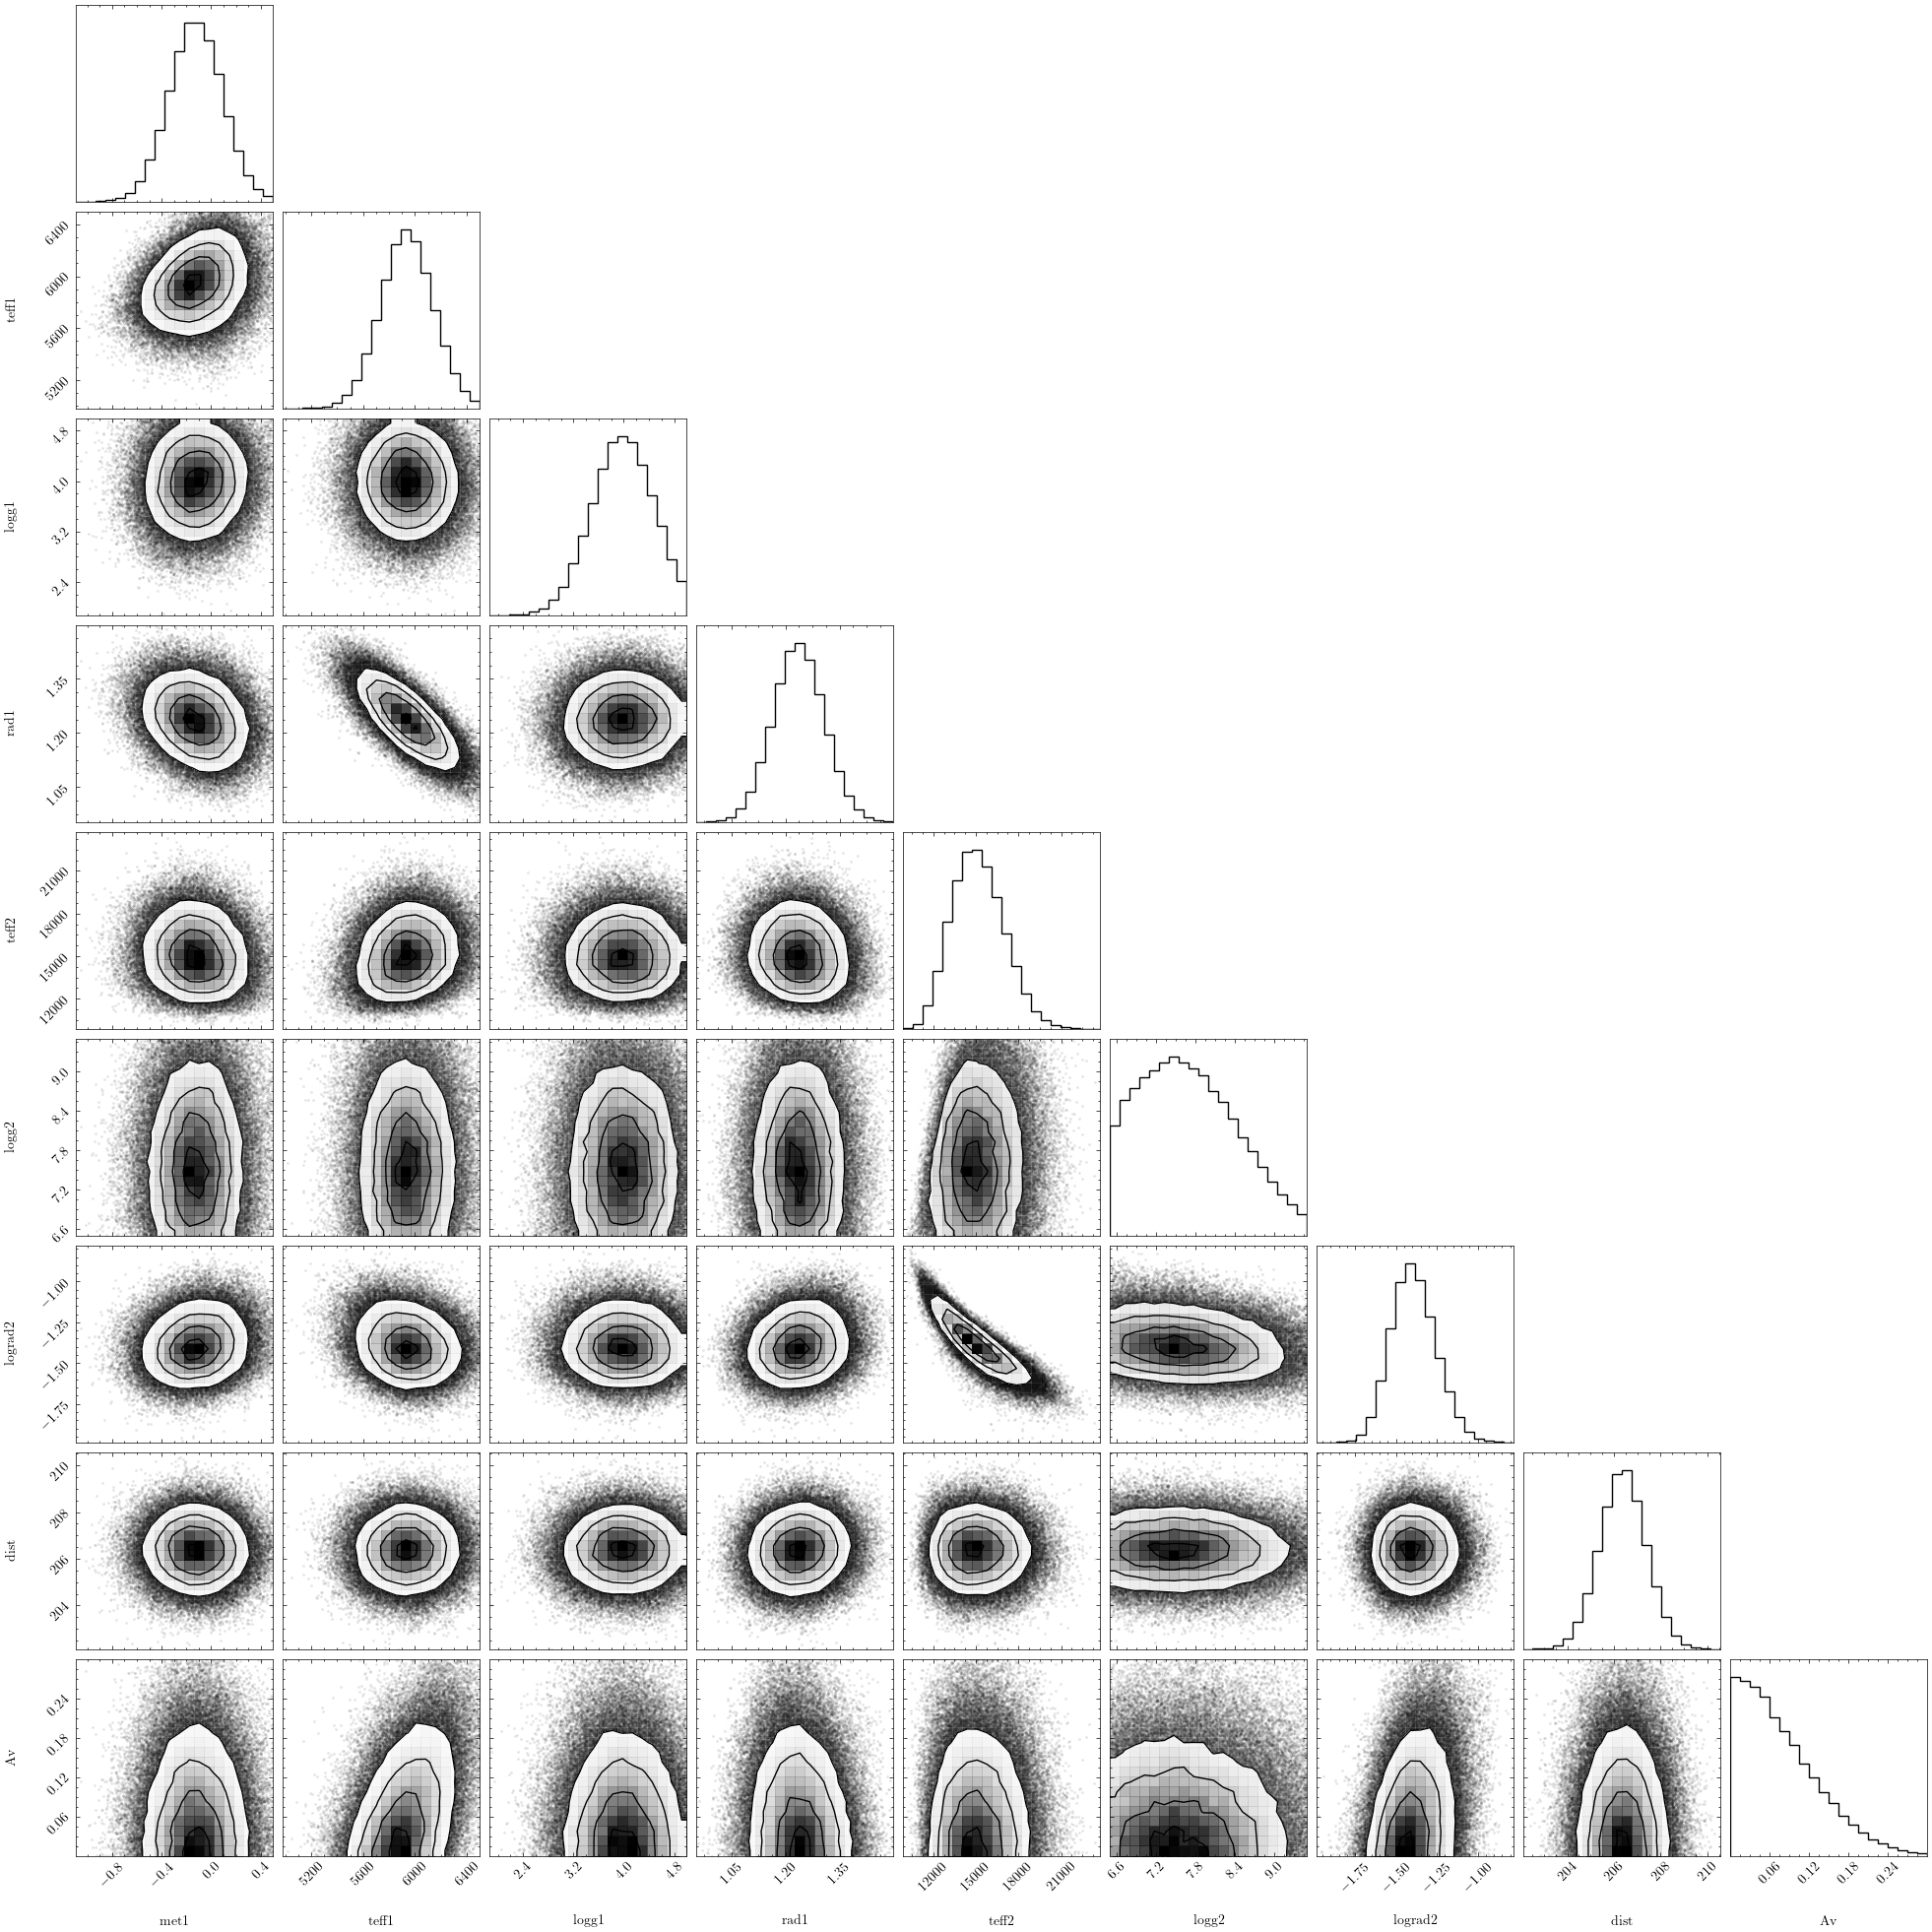 teff1
6400
6000
5600
5200
logg1
4.8
4.0
3.2
2.4
rad1
1.35
1.20
1.05
teff2
21000
18000
15000
12000
logg2
9.0
8.4
7.8
7.2
6.6
lograd2
−1.00
−1.25
−1.50
−1.75
dist
210
208
206
204
Av
0.24
0.18
0.12
0.06
−0.8 −0.4 0.0 0.4
5200 5600 6000 6400
2.4 3.2 4.0 4.8
1.05 1.20 1.35
12000 15000 18000 21000
6.6 7.2 7.8 8.4 9.0
−1.75 −1.50 −1.25 −1.00
204 206 208 210
0.06 0.12 0.18 0.24
met1 teff1 logg1 rad1 teff2 logg2 lograd2 dist Av